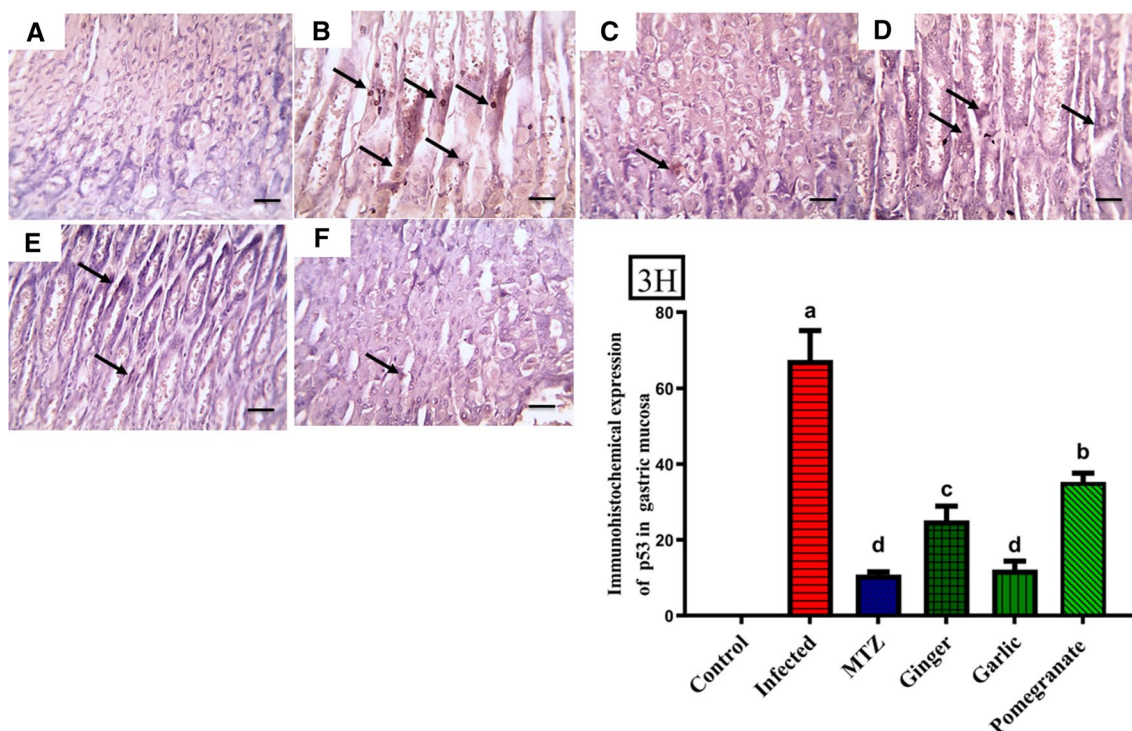 A
B
C
D
E
F
3H
Immunohistochemical expression
of p53 in gastric mucosa
80
60
40
20
0
a
d
c
d
b
Control
Infected
MTZ
Ginger
Garlic
Pomegranate